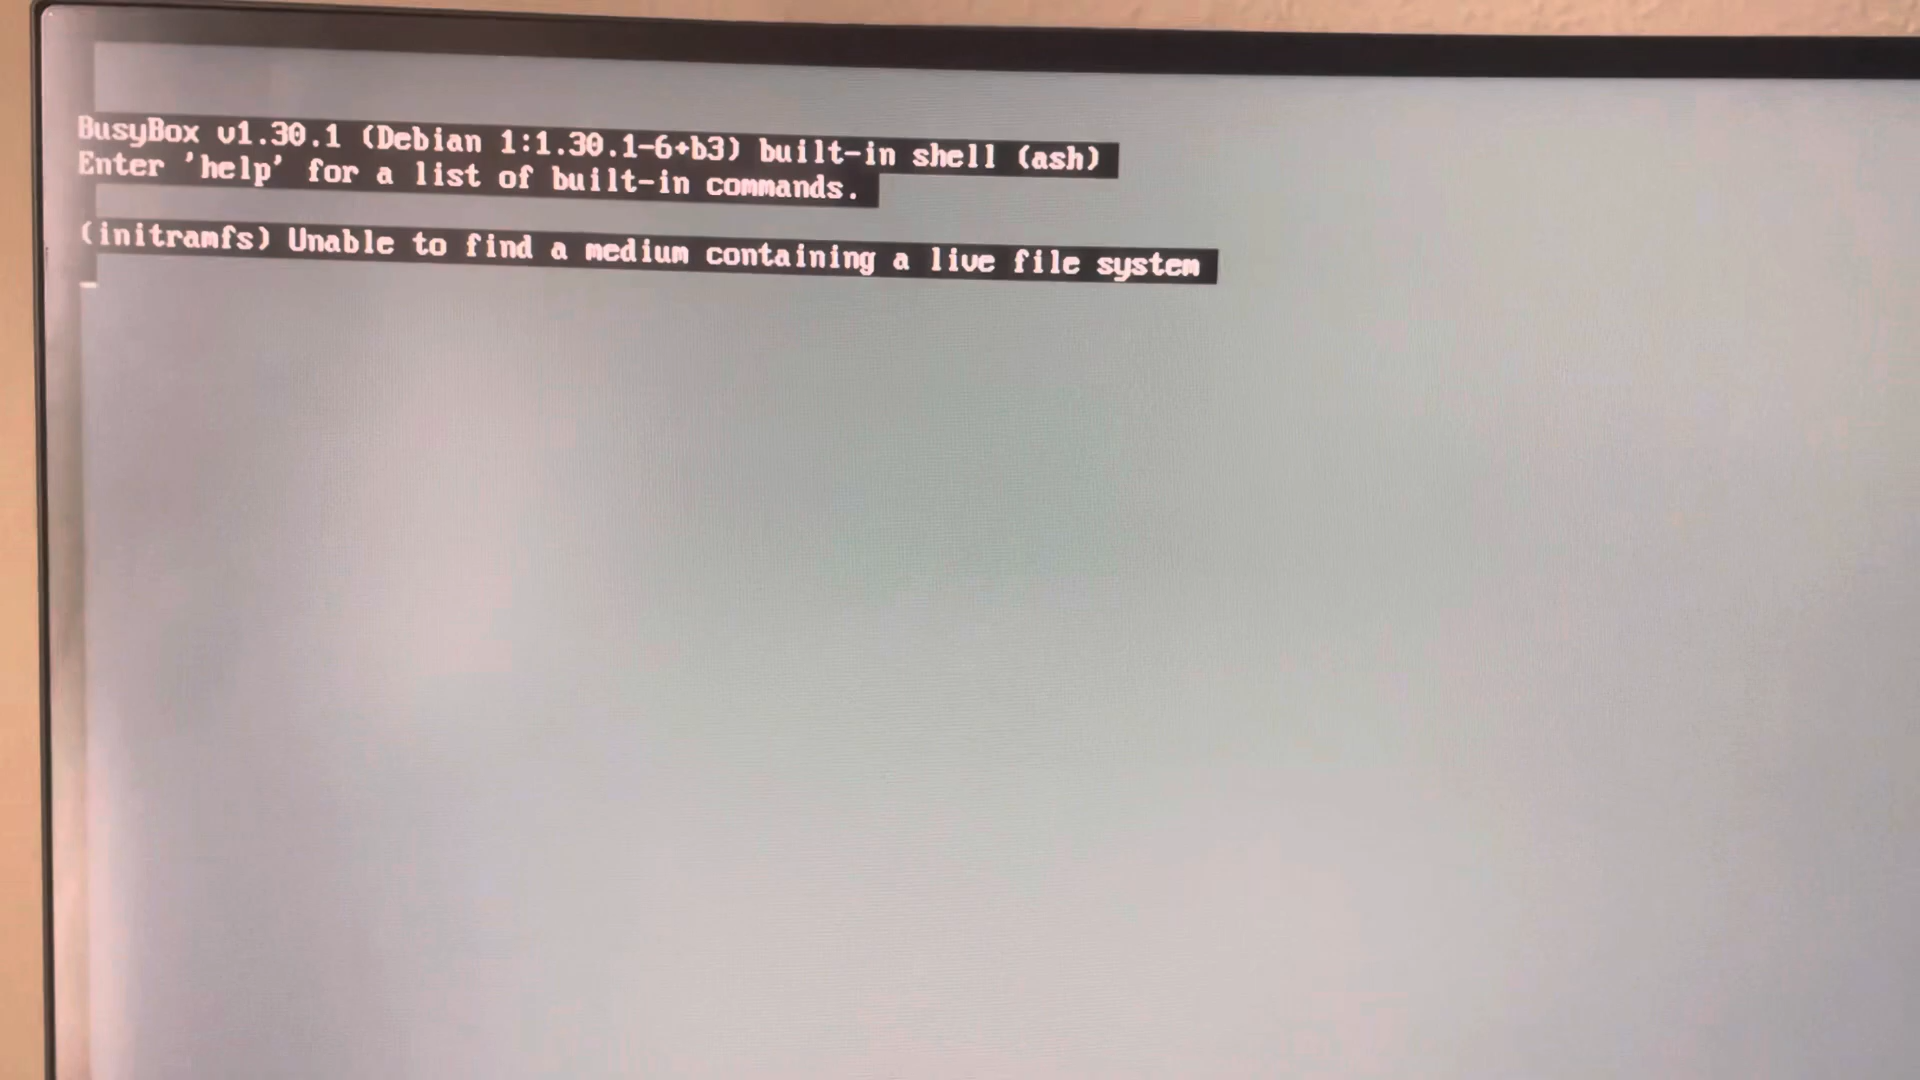 BusyBox v1.30.1 (Debian 1:1.30.1-6+b3) built-in shell (ash)
Enter 'help' for a list of built-in commands.
(initramfs) Unable to find a medium containing a live file system